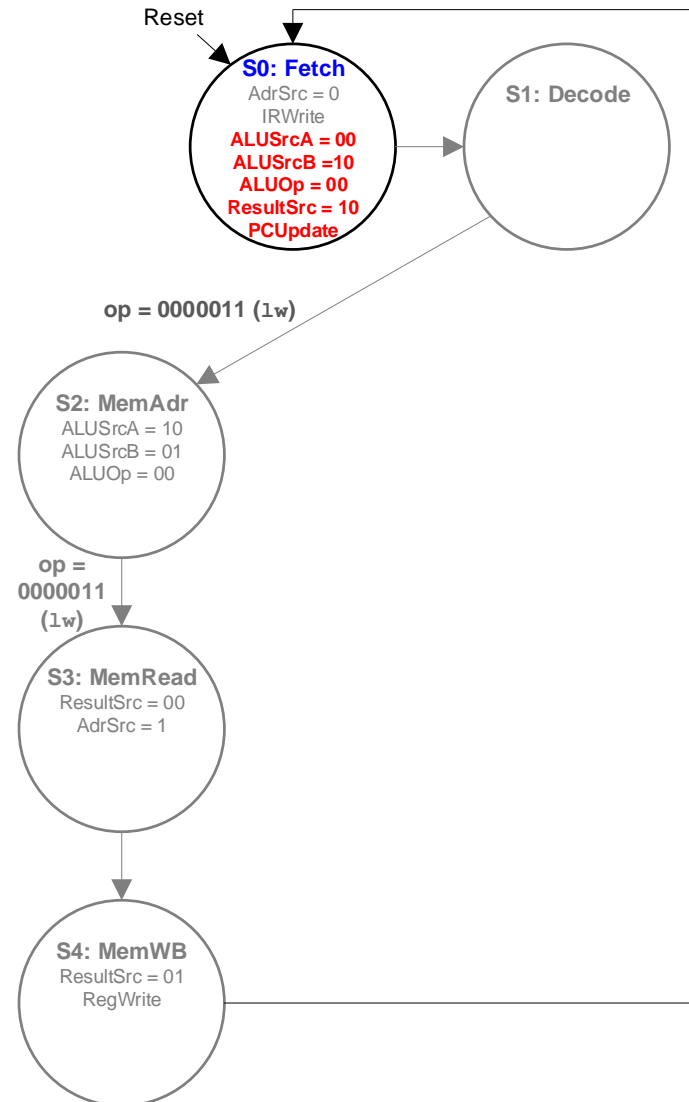 Reset
S0: Fetch
AdrSrc = 0
IRWrite
ALUSrcA = 00
ALUSrcB =10
ALUOp = 00
ResultSrc = 10
PCUpdate
S1: Decode
op = 0000011 (lw)
S2: MemAdr
ALUSrcA = 10
ALUSrcB = 01
ALUOp = 00
op =
0000011
(lw)
S3: MemRead
ResultSrc = 00
AdrSrc = 1
S4: MemWB
ResultSrc = 01
RegWrite